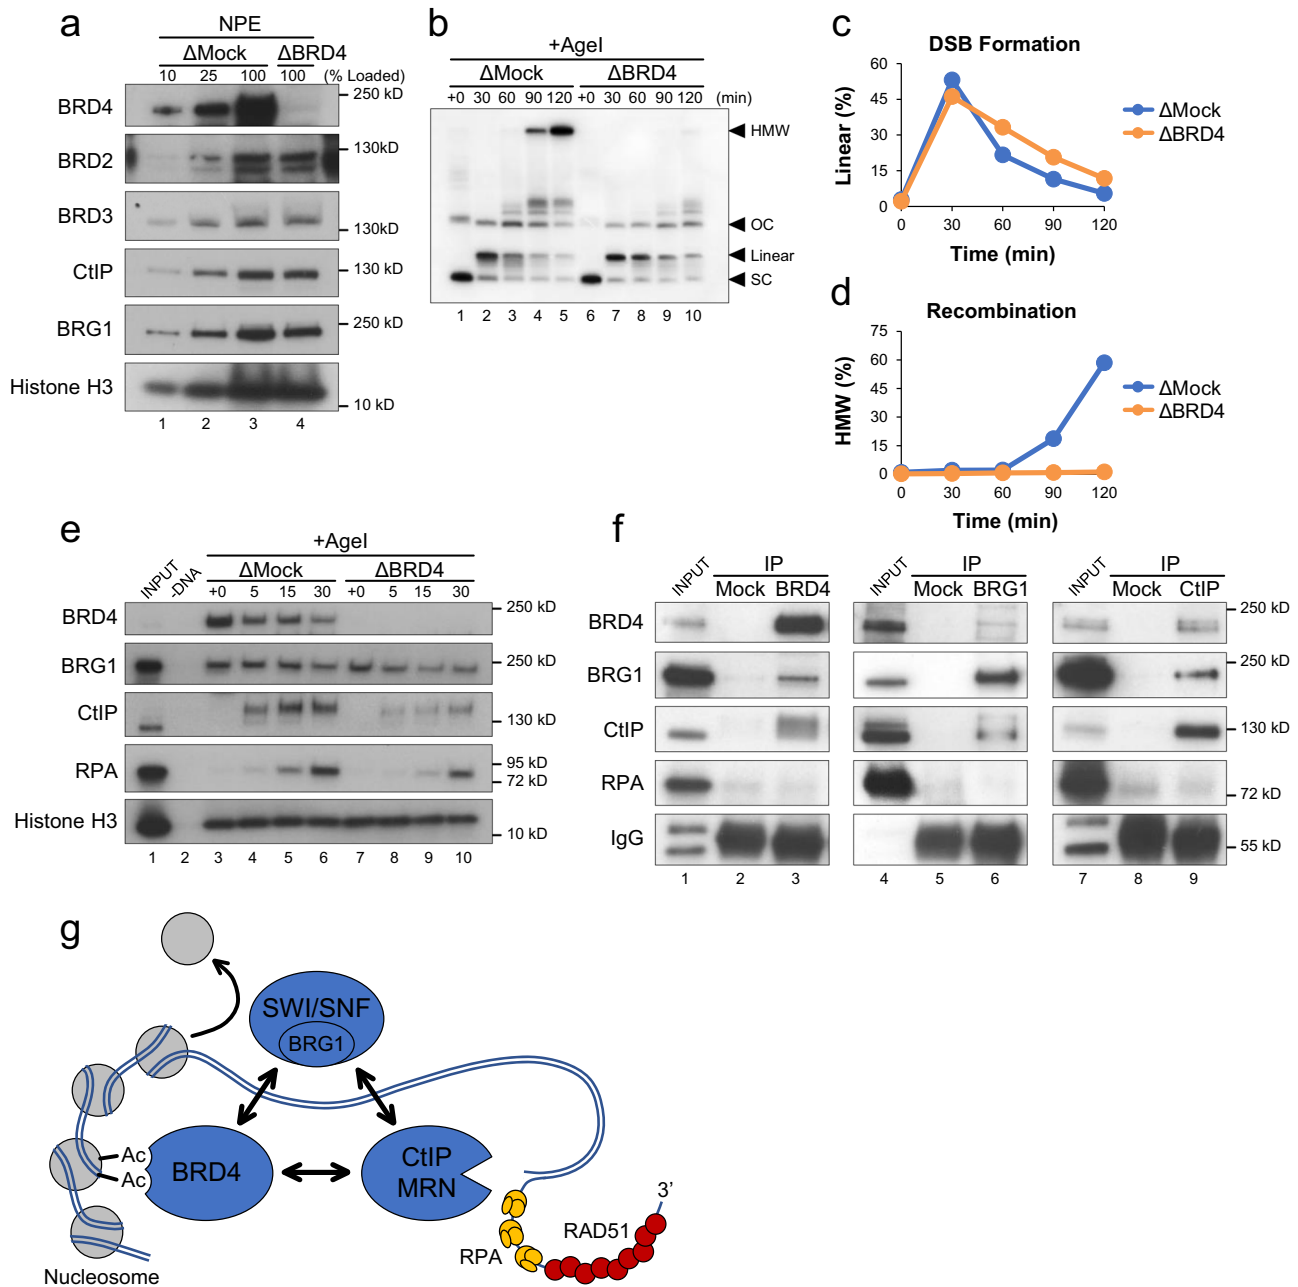 a
NPE
ΔMock ΔBRD4
10 25 100 100 (% Loaded)
BRD4 250 kD
BRD2 130kD
BRD3 130kD
CtIP 130 kD
BRG1 250 kD
Histone H3 10 kD
1 2 3 4
b
+AgeI
ΔMock ΔBRD4
+0 30 60 90 120 +0 30 60 90 120 (min)
HMW
OC
Linear
SC
1 2 3 4 5 6 7 8 9 10
c
DSB Formation
60
45
30
15
0
Linear (%)
ΔMock
ΔBRD4
0 30 60 90 120
Time (min)
d
Recombination
75
60
45
30
15
0
HMW (%)
ΔMock
ΔBRD4
0 30 60 90 120
Time (min)
e
+AgeI
INPUT -DNA ΔMock ΔBRD4
+0 5 15 30 +0 5 15 30
BRD4 250 kD
BRG1 250 kD
CtIP 130 kD
RPA 95 kD
72 kD
Histone H3 10 kD
1 2 3 4 5 6 7 8 9 10
f
INPUT IP INPUT IP INPUT IP
Mock BRD4 Mock BRG1 Mock CtIP
BRD4 250 kD
BRG1 250 kD
CtIP 130 kD
RPA 72 kD
IgG 55 kD
1 2 3 4 5 6 7 8 9
g
SWI/SNF
BRG1
Ac
Ac
BRD4
CtIP
MRN
3'
RAD51
RPA
Nucleosome